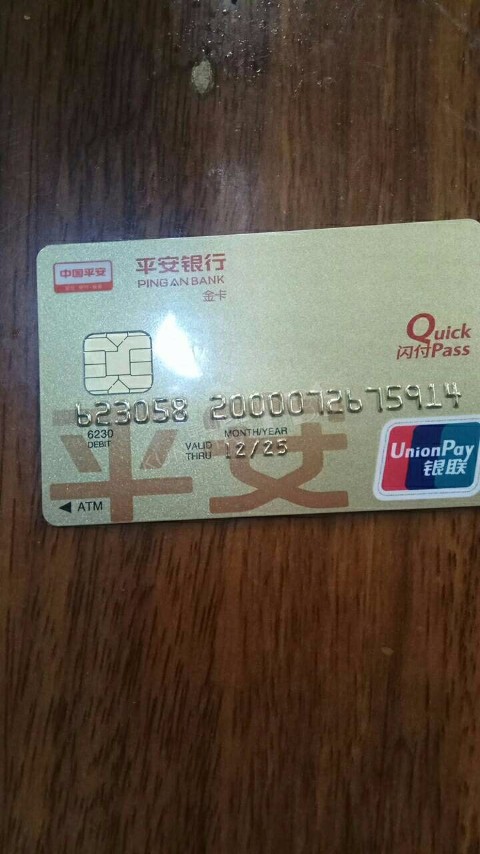 中国平安
平安银行
PING AN BANK
金卡
Quick
闪付Pass
623058 2000072675914
6230
DEBIT
MONTH/YEAR
VALID
THRU
12/25
平安
UnionPay
银联
◀ ATM